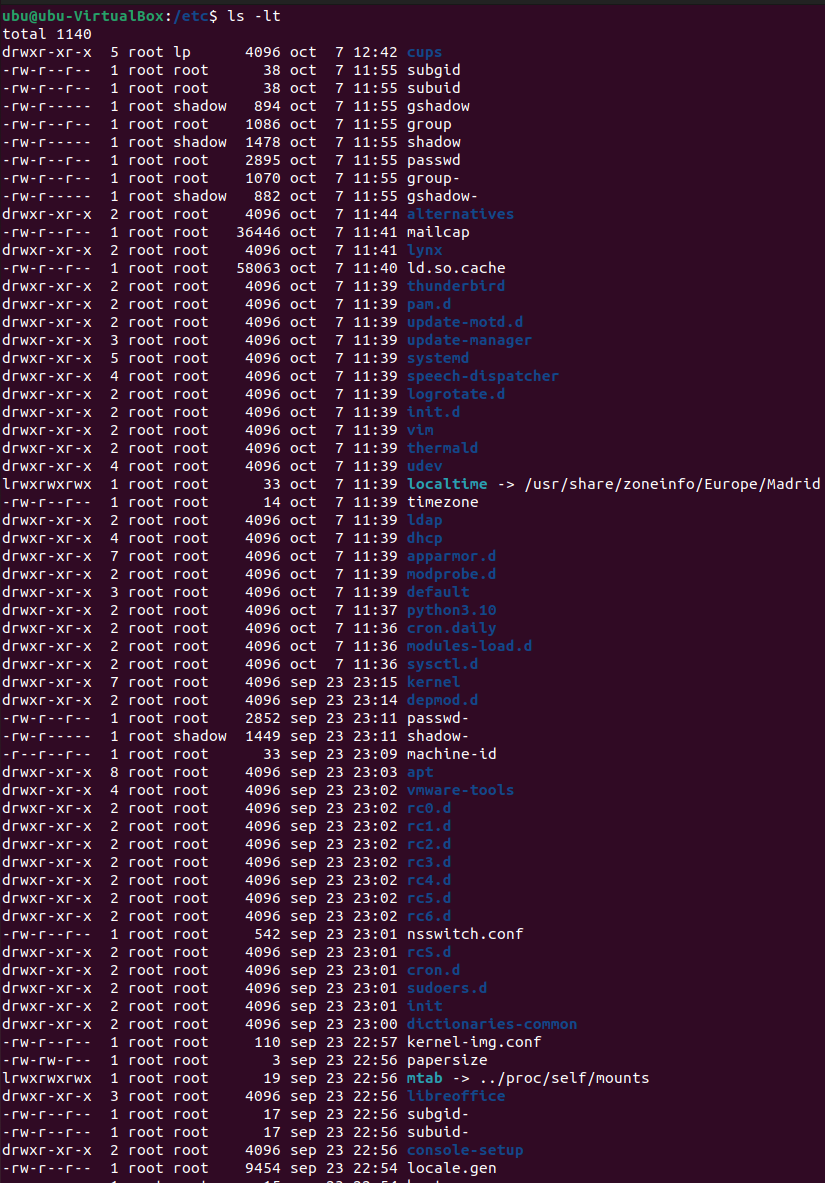 ubu@ubu-VirtualBox:/etc$ ls -lt
total 1140
drwxr-xr-x  5 root lp      4096 oct  7 12:42 cups
-rw-r--r--  1 root root      38 oct  7 11:55 subgid
-rw-r--r--  1 root root      38 oct  7 11:55 subuid
-rw-r-----  1 root shadow   894 oct  7 11:55 gshadow
-rw-r--r--  1 root root    1086 oct  7 11:55 group
-rw-r-----  1 root shadow  1478 oct  7 11:55 shadow
-rw-r--r--  1 root root    2895 oct  7 11:55 passwd
-rw-r--r--  1 root root    1070 oct  7 11:55 group-
-rw-r-----  1 root shadow   882 oct  7 11:55 gshadow-
drwxr-xr-x  2 root root    4096 oct  7 11:44 alternatives
-rw-r--r--  1 root root   36446 oct  7 11:41 mailcap
drwxr-xr-x  2 root root    4096 oct  7 11:41 lynx
-rw-r--r--  1 root root   58063 oct  7 11:40 ld.so.cache
drwxr-xr-x  2 root root    4096 oct  7 11:39 thunderbird
drwxr-xr-x  2 root root    4096 oct  7 11:39 pam.d
drwxr-xr-x  2 root root    4096 oct  7 11:39 update-motd.d
drwxr-xr-x  3 root root    4096 oct  7 11:39 update-manager
drwxr-xr-x  5 root root    4096 oct  7 11:39 systemd
drwxr-xr-x  4 root root    4096 oct  7 11:39 speech-dispatcher
drwxr-xr-x  2 root root    4096 oct  7 11:39 logrotate.d
drwxr-xr-x  2 root root    4096 oct  7 11:39 init.d
drwxr-xr-x  2 root root    4096 oct  7 11:39 vim
drwxr-xr-x  2 root root    4096 oct  7 11:39 thermald
drwxr-xr-x  4 root root    4096 oct  7 11:39 udev
lrwxrwxrwx  1 root root      33 oct  7 11:39 localtime -> /usr/share/zoneinfo/Europe/Madrid
-rw-r--r--  1 root root      14 oct  7 11:39 timezone
drwxr-xr-x  2 root root    4096 oct  7 11:39 ldap
drwxr-xr-x  4 root root    4096 oct  7 11:39 dhcp
drwxr-xr-x  7 root root    4096 oct  7 11:39 apparmor.d
drwxr-xr-x  2 root root    4096 oct  7 11:39 modprobe.d
drwxr-xr-x  3 root root    4096 oct  7 11:39 default
drwxr-xr-x  2 root root    4096 oct  7 11:37 python3.10
drwxr-xr-x  2 root root    4096 oct  7 11:36 cron.daily
drwxr-xr-x  2 root root    4096 oct  7 11:36 modules-load.d
drwxr-xr-x  2 root root    4096 oct  7 11:36 sysctl.d
drwxr-xr-x  7 root root    4096 sep 23 23:15 kernel
drwxr-xr-x  2 root root    4096 sep 23 23:14 depmod.d
-rw-r--r--  1 root root    2852 sep 23 23:11 passwd-
-rw-r-----  1 root shadow  1449 sep 23 23:11 shadow-
-r--r--r--  1 root root      33 sep 23 23:09 machine-id
drwxr-xr-x  8 root root    4096 sep 23 23:03 apt
drwxr-xr-x  4 root root    4096 sep 23 23:02 vmware-tools
drwxr-xr-x  2 root root    4096 sep 23 23:02 rc0.d
drwxr-xr-x  2 root root    4096 sep 23 23:02 rc1.d
drwxr-xr-x  2 root root    4096 sep 23 23:02 rc2.d
drwxr-xr-x  2 root root    4096 sep 23 23:02 rc3.d
drwxr-xr-x  2 root root    4096 sep 23 23:02 rc4.d
drwxr-xr-x  2 root root    4096 sep 23 23:02 rc5.d
drwxr-xr-x  2 root root    4096 sep 23 23:02 rc6.d
-rw-r--r--  1 root root     542 sep 23 23:01 nsswitch.conf
drwxr-xr-x  2 root root    4096 sep 23 23:01 rcS.d
drwxr-xr-x  2 root root    4096 sep 23 23:01 cron.d
drwxr-xr-x  2 root root    4096 sep 23 23:01 sudoers.d
drwxr-xr-x  2 root root    4096 sep 23 23:01 init
drwxr-xr-x  2 root root    4096 sep 23 23:00 dictionaries-common
-rw-r--r--  1 root root     110 sep 23 22:57 kernel-img.conf
-rw-rw-r--  1 root root       3 sep 23 22:56 papersize
lrwxrwxrwx  1 root root      19 sep 23 22:56 mtab -> ../proc/self/mounts
drwxr-xr-x  3 root root    4096 sep 23 22:56 libreoffice
-rw-r--r--  1 root root      17 sep 23 22:56 subgid-
-rw-r--r--  1 root root      17 sep 23 22:56 subuid-
drwxr-xr-x  2 root root    4096 sep 23 22:56 console-setup
-rw-r--r--  1 root root    9454 sep 23 22:54 locale.gen